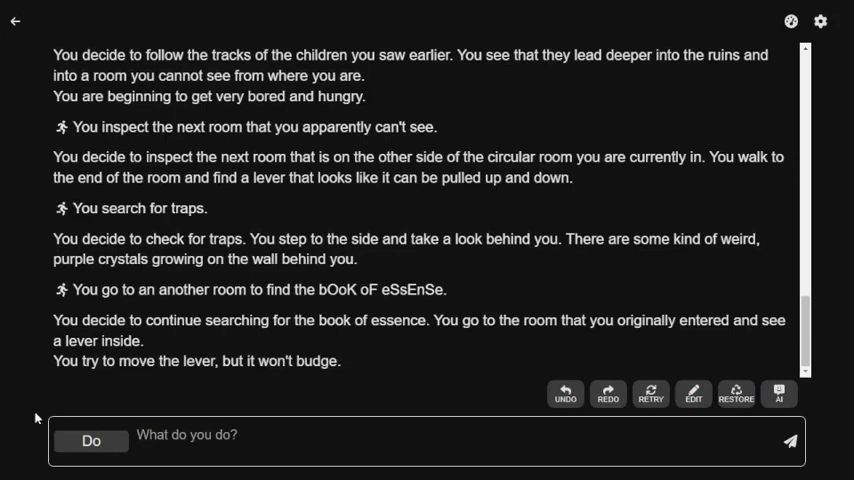 You decide to follow the tracks of the children you saw earlier. You see that they lead deeper into the ruins and
into a room you cannot see from where you are.
You are beginning to get very bored and hungry.
You inspect the next room that you apparently can't see.
You decide to inspect the next room that is on the other side of the circular room you are currently in. You walk to
the end of the room and find a lever that looks like it can be pulled up and down.
You search for traps.
You decide to check for traps. You step to the side and take a look behind you. There are some kind of weird,
purple crystals growing on the wall behind you.
You go to an another room to find the bOoK oF eSsEnSe.
You decide to continue searching for the book of essence. You go to the room that you originally entered and see
a lever inside.
You try to move the lever, but it won't budge.
UNDO REDO RETRY EDIT RESTORE AI
Do What do you do?